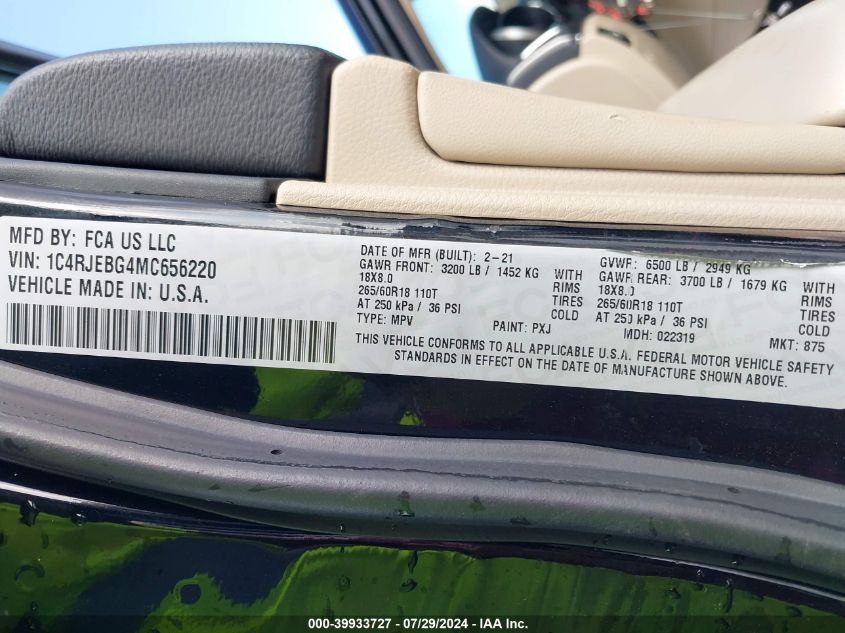 MFD BY: FCA US LLC
VIN: 1C4RJEBG4MC656220
VEHICLE MADE IN: U.S.A.
DATE OF MFR (BUILT): 2-21
GAWR FRONT: 3200 LB / 1452 KG WITH
18X8.0 RIMS
265/60R18 110T TIRES
AT 250 kPa / 36 PSI COLD
TYPE: MPV PAINT: PXJ
GVWR: 6500 LB / 2949 KG
GAWR REAR: 3700 LB / 1679 KG WITH
18X8.0 RIMS
265/60R18 110T TIRES
AT 250 kPa / 36 PSI COLD
MDH: 022319 MKT: 875
THIS VEHICLE CONFORMS TO ALL APPLICABLE U.S.A. FEDERAL MOTOR VEHICLE SAFETY
STANDARDS IN EFFECT ON THE DATE OF MANUFACTURE SHOWN ABOVE.
000-39933727 - 07/29/2024 - IAA Inc.